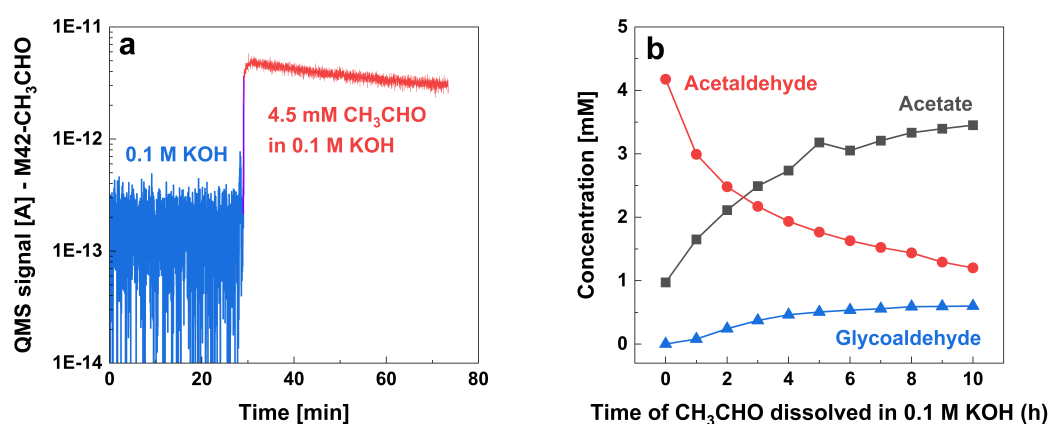 a
1E-11
1E-12
1E-13
1E-14
QMS signal [A] - M42-CH₃CHO
0.1 M KOH
4.5 mM CH₃CHO
in 0.1 M KOH
0
20
40
60
80
Time [min]
b
5
4
3
2
1
0
Concentration [mM]
Acetaldehyde
Acetate
Glycoaldehyde
0
2
4
6
8
10
Time of CH₃CHO dissolved in 0.1 M KOH (h)